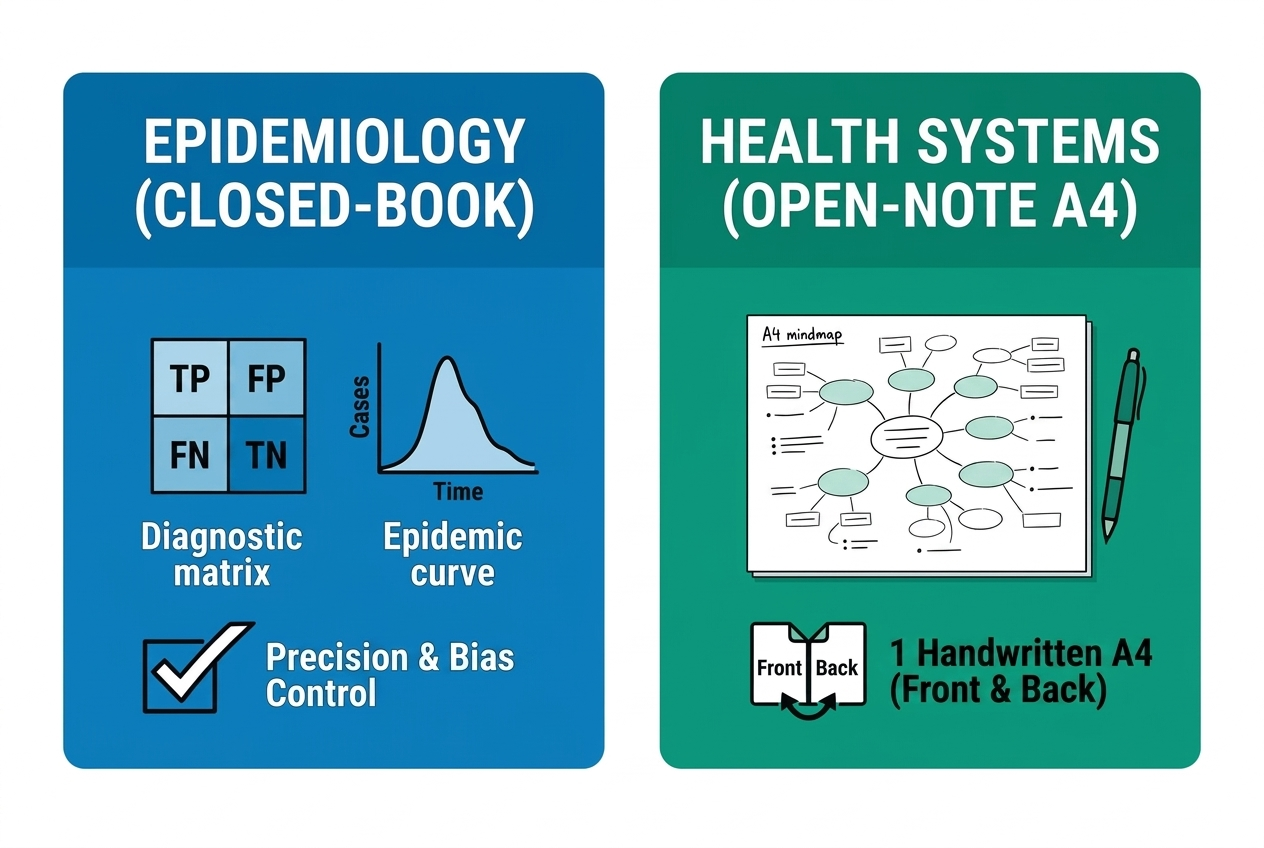 EPIDEMIOLOGY
(CLOSED-BOOK)
TP FP
FN TN
Diagnostic
matrix
Cases
Time
Epidemic
curve
Precision & Bias
Control
HEALTH SYSTEMS
(OPEN-NOTE A4)
A4 mindmap
Front Back
1 Handwritten A4
(Front & Back)